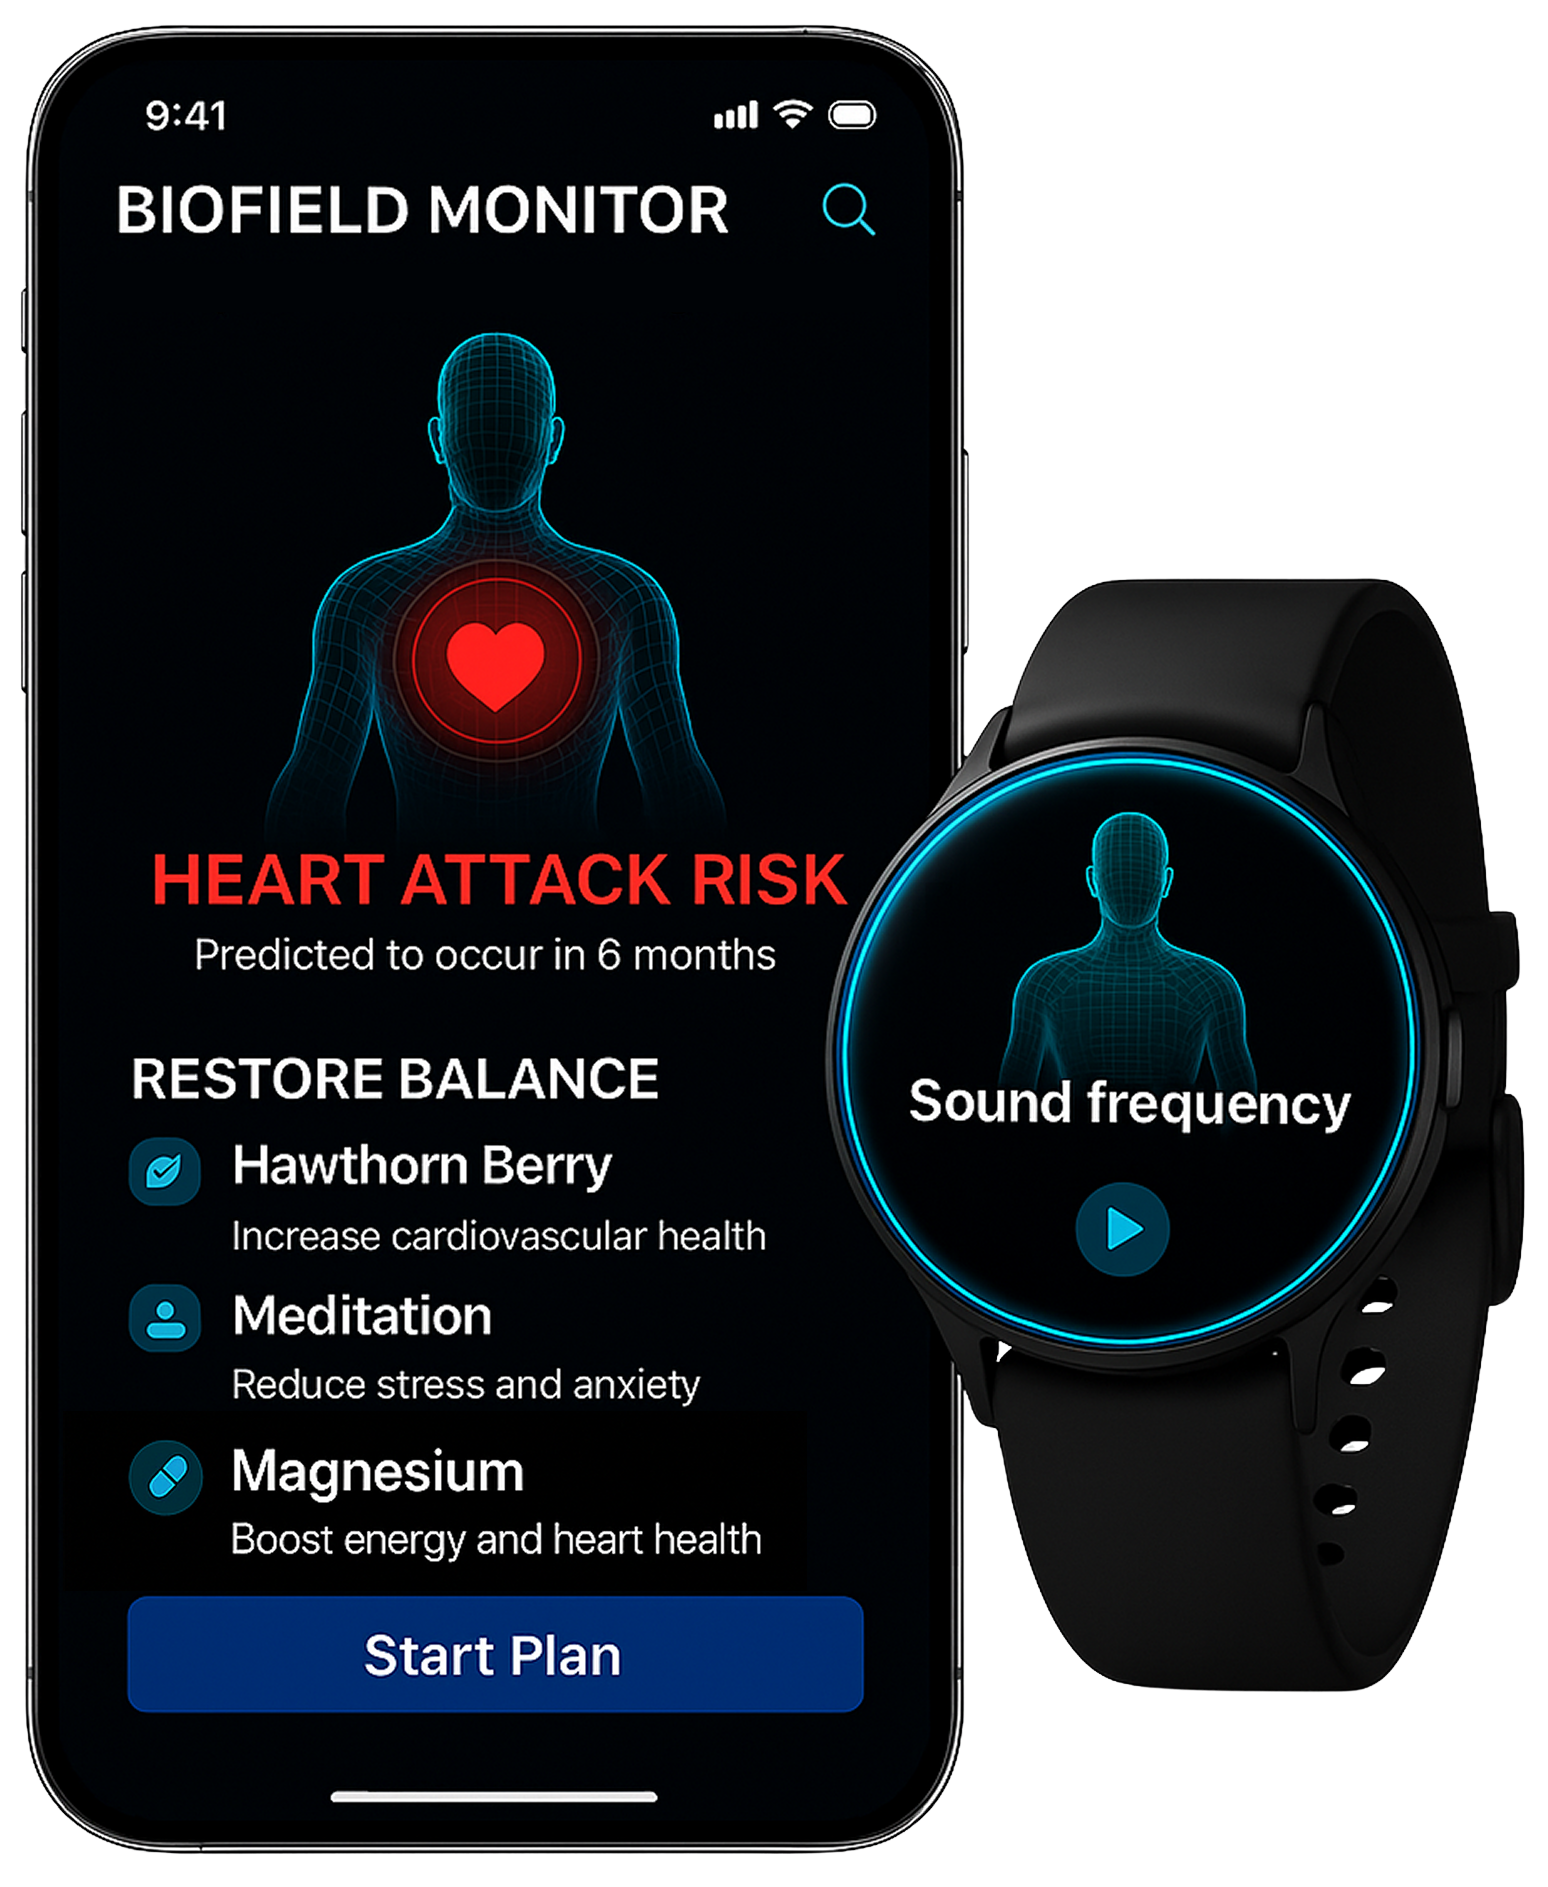 9:41
BIOFIELD MONITOR
HEART ATTACK RISK
Predicted to occur in 6 months
RESTORE BALANCE
Hawthorn Berry
Increase cardiovascular health
Meditation
Reduce stress and anxiety
Magnesium
Boost energy and heart health
Start Plan
Sound frequency